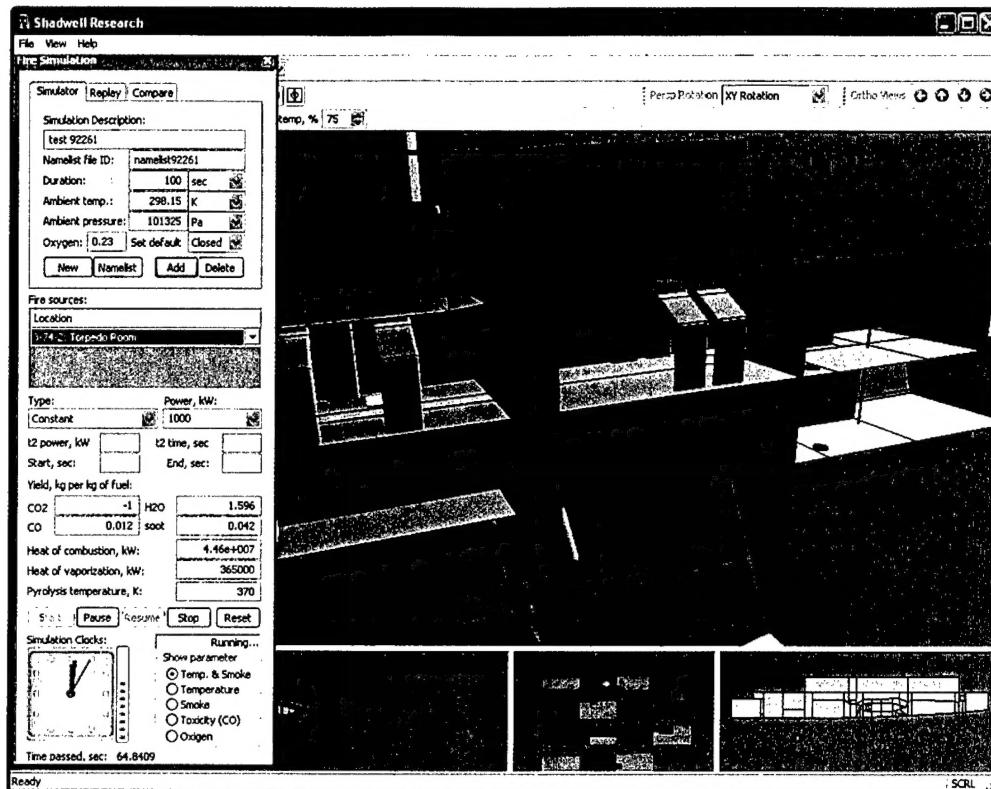 Shadwell Research
File View Help
Fire Simulation
Simulator Replay Compare
Persp Rotation XY Rotation Ortho Views
temp, % 75
Simulation Description:
test 92261
Namelist file ID: namelist92261
Duration: 100 sec
Ambient temp.: 298.15 K
Ambient pressure: 101325 Pa
Oxygen: 0.23 Set default Closed
New Namelist Add Delete
Fire sources:
Location
3-74-2: Torpedo Room
Type: Power, kW:
Constant 1000
t2 power, kW t2 time, sec
Start, sec: End, sec:
Yield, kg per kg of fuel:
CO2 -1 H2O 1.596
CO 0.012 soot 0.042
Heat of combustion, kW: 4.46e+007
Heat of vaporization, kW: 365000
Pyrolysis temperature, K: 370
Start Pause Resume Stop Reset
Simulation Clocks: Running...
Show parameter
Temp. & Smoke
Temperature
Smoke
Toxicity (CO)
Oxigen
Time passed, sec: 64.8409
Ready SCRL